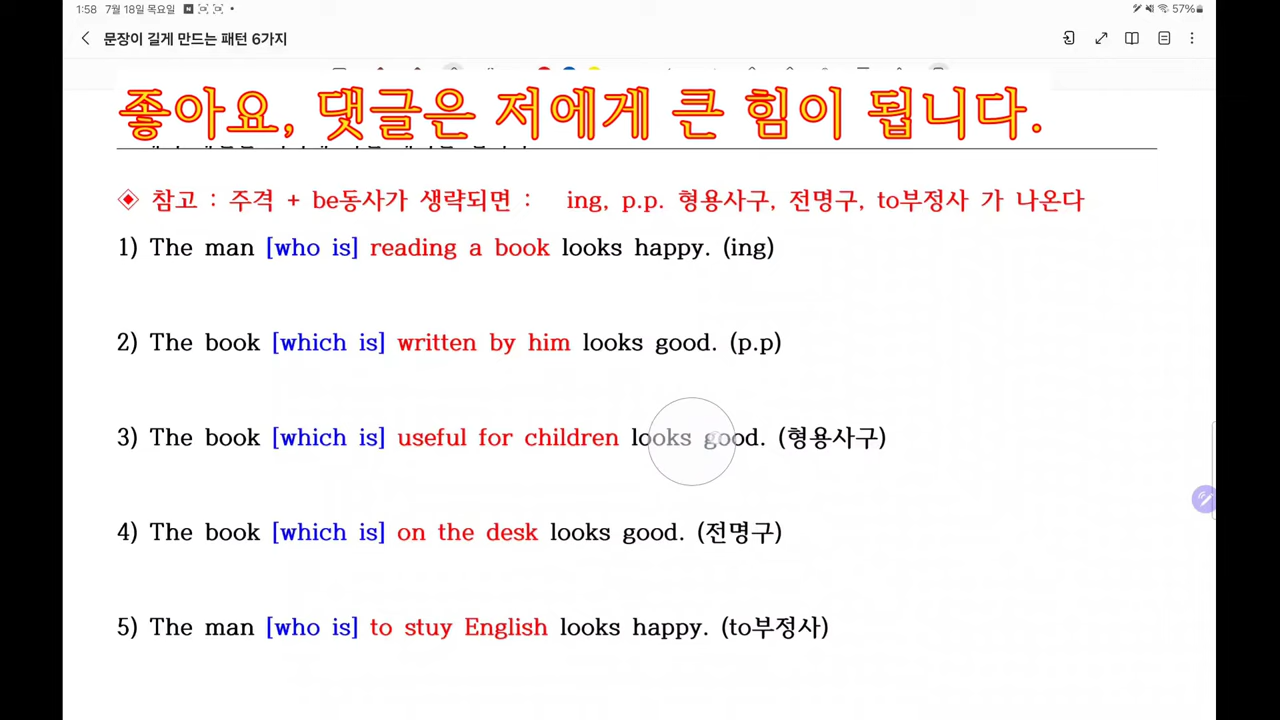 1:58 7월 18일 목요일
57%
문장이 길게 만드는 패턴 6가지
좋아요, 댓글은 저에게 큰 힘이 됩니다.
◈ 참고 : 주격 + be동사가 생략되면 : ing, p.p. 형용사구, 전명구, to부정사 가 나온다
1) The man [who is] reading a book looks happy. (ing)
2) The book [which is] written by him looks good. (p.p)
3) The book [which is] useful for children looks good. (형용사구)
4) The book [which is] on the desk looks good. (전명구)
5) The man [who is] to stuy English looks happy. (to부정사)